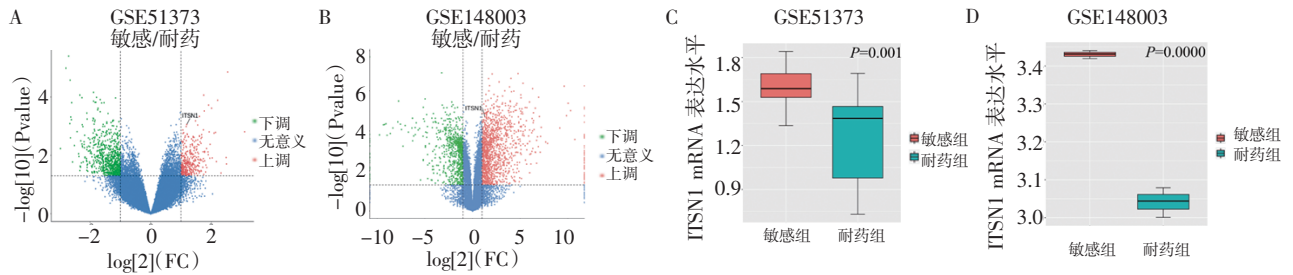 A
GSE51373
敏感/耐药
-log[10](Pvalue)
4
2
0
-2
0
2
log[2](FC)
ITSN1
下调
无意义
上调
B
GSE148003
敏感/耐药
-log[10](Pvalue)
8
6
4
2
0
-10
-5
0
5
10
log[2](FC)
ITSN1
下调
无意义
上调
C
GSE51373
ITSN1 mRNA 表达水平
1.8
1.5
1.2
0.9
P=0.001
敏感组
耐药组
敏感组
耐药组
D
GSE148003
ITSN1 mRNA 表达水平
3.4
3.3
3.2
3.1
3.0
P=0.0000
敏感组
耐药组
敏感组
耐药组